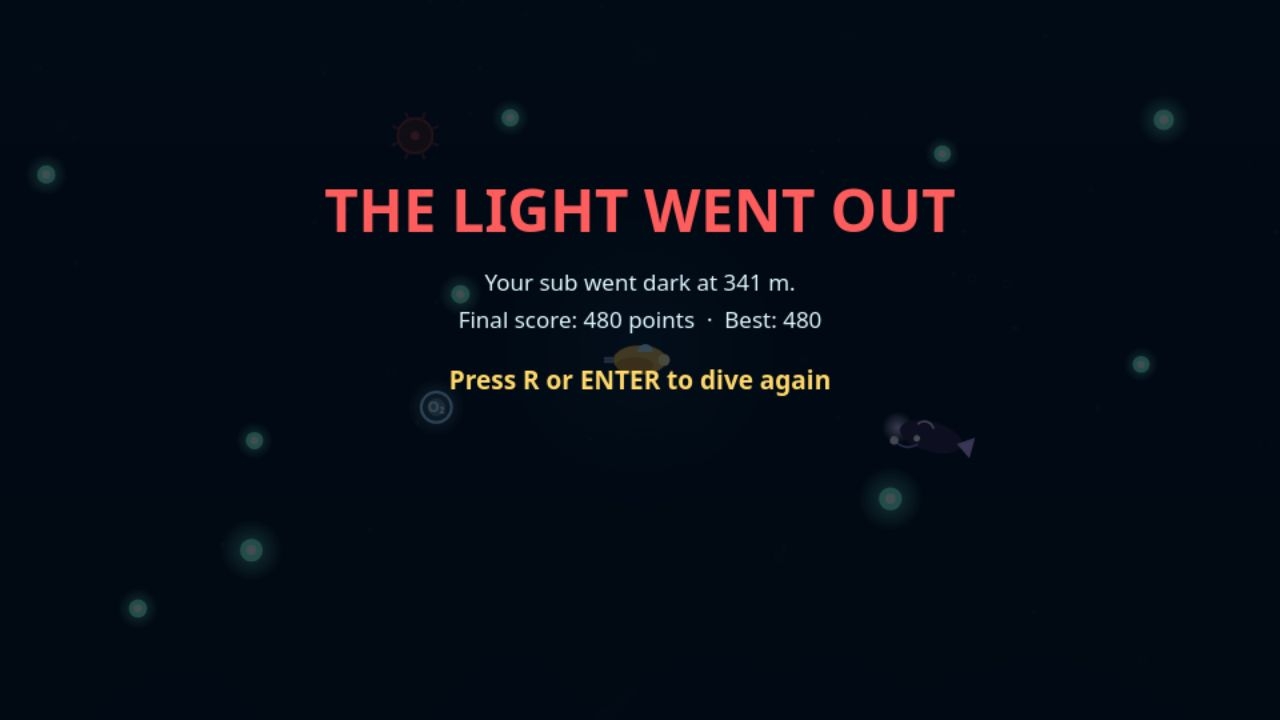 THE LIGHT WENT OUT
Your sub went dark at 341 m.
Final score: 480 points · Best: 480
Press R or ENTER to dive again
O₂